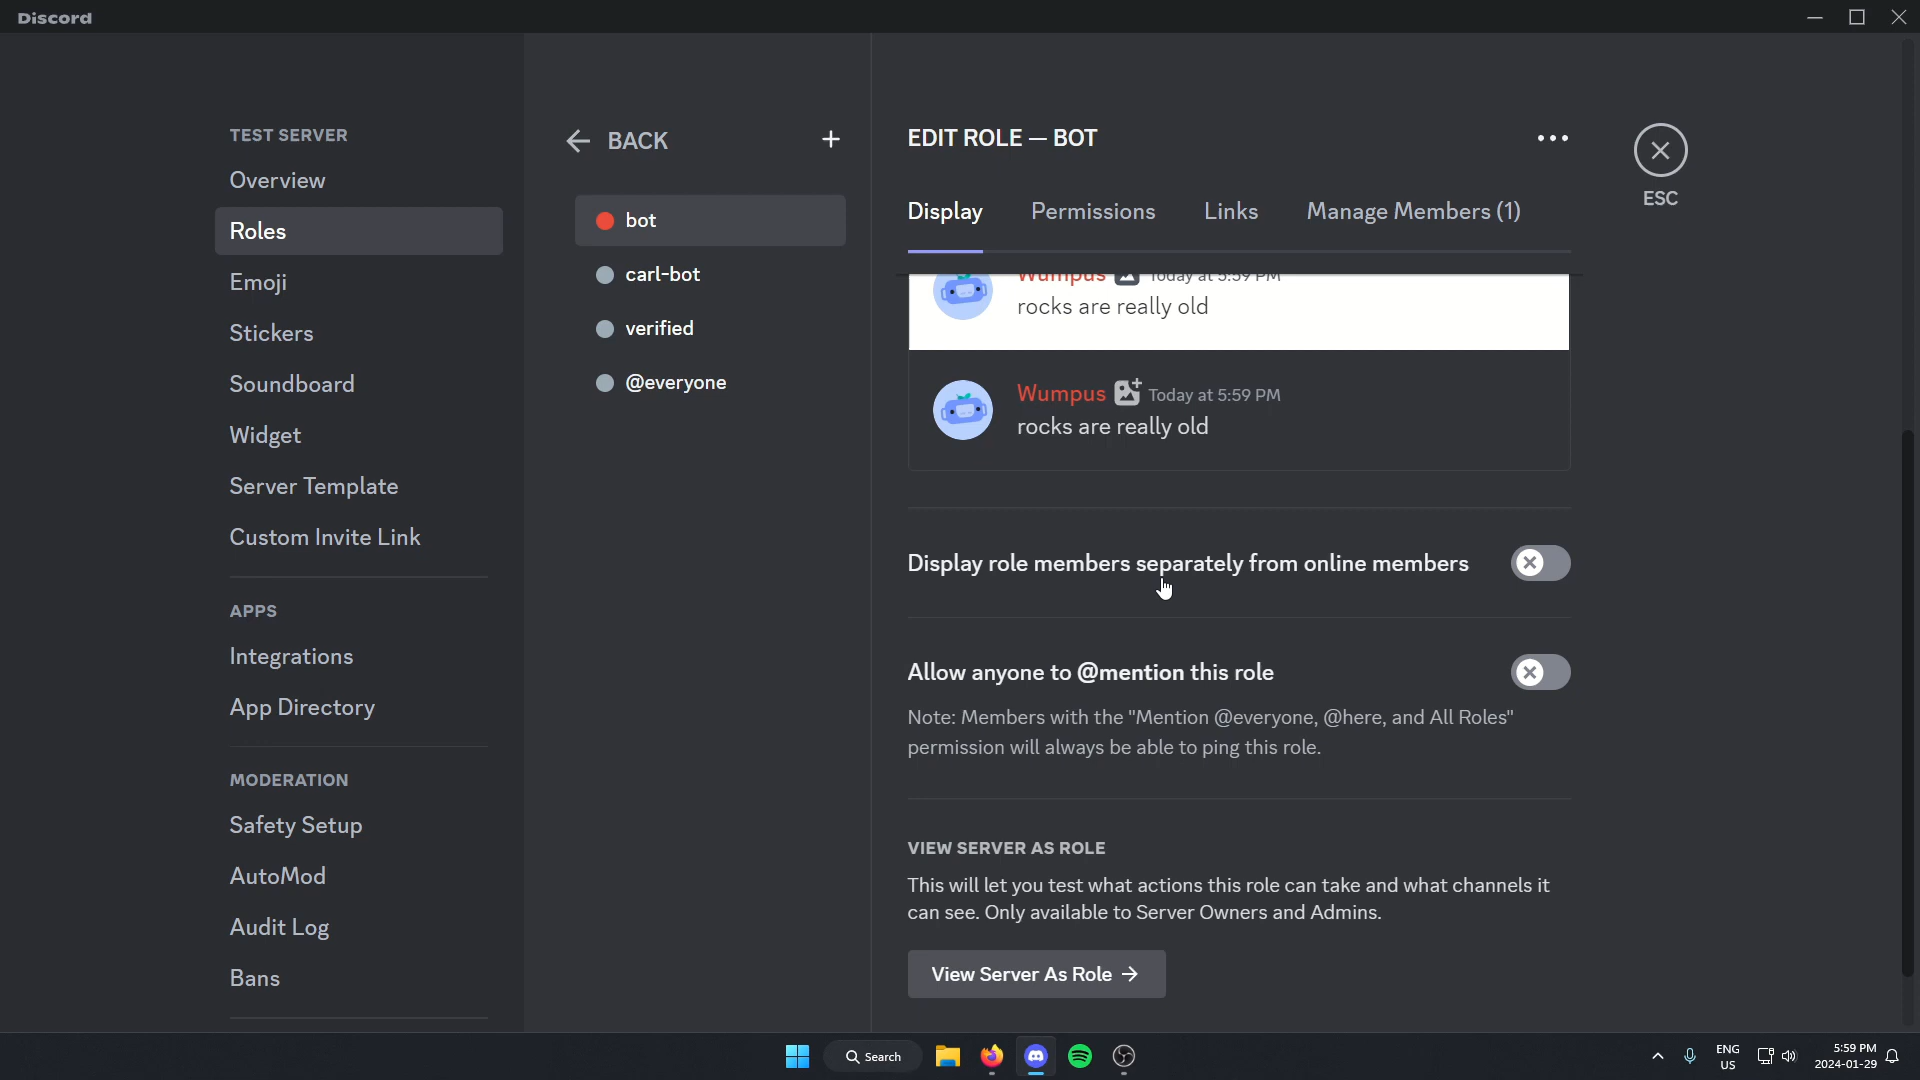 Discord
TEST SERVER
Overview
Roles
Emoji
Stickers
Soundboard
Widget
Server Template
Custom Invite Link
APPS
Integrations
App Directory
MODERATION
Safety Setup
AutoMod
Audit Log
Bans
BACK
bot
carl-bot
verified
@everyone
EDIT ROLE — BOT
ESC
Display Permissions Links Manage Members (1)
Wumpus Today at 5:59 PM
rocks are really old
Wumpus Today at 5:59 PM
rocks are really old
Display role members separately from online members
Allow anyone to @mention this role
Note: Members with the "Mention @everyone, @here, and All Roles"
permission will always be able to ping this role.
VIEW SERVER AS ROLE
This will let you test what actions this role can take and what channels it
can see. Only available to Server Owners and Admins.
View Server As Role
Search
ENG
US
5:59 PM
2024-01-29